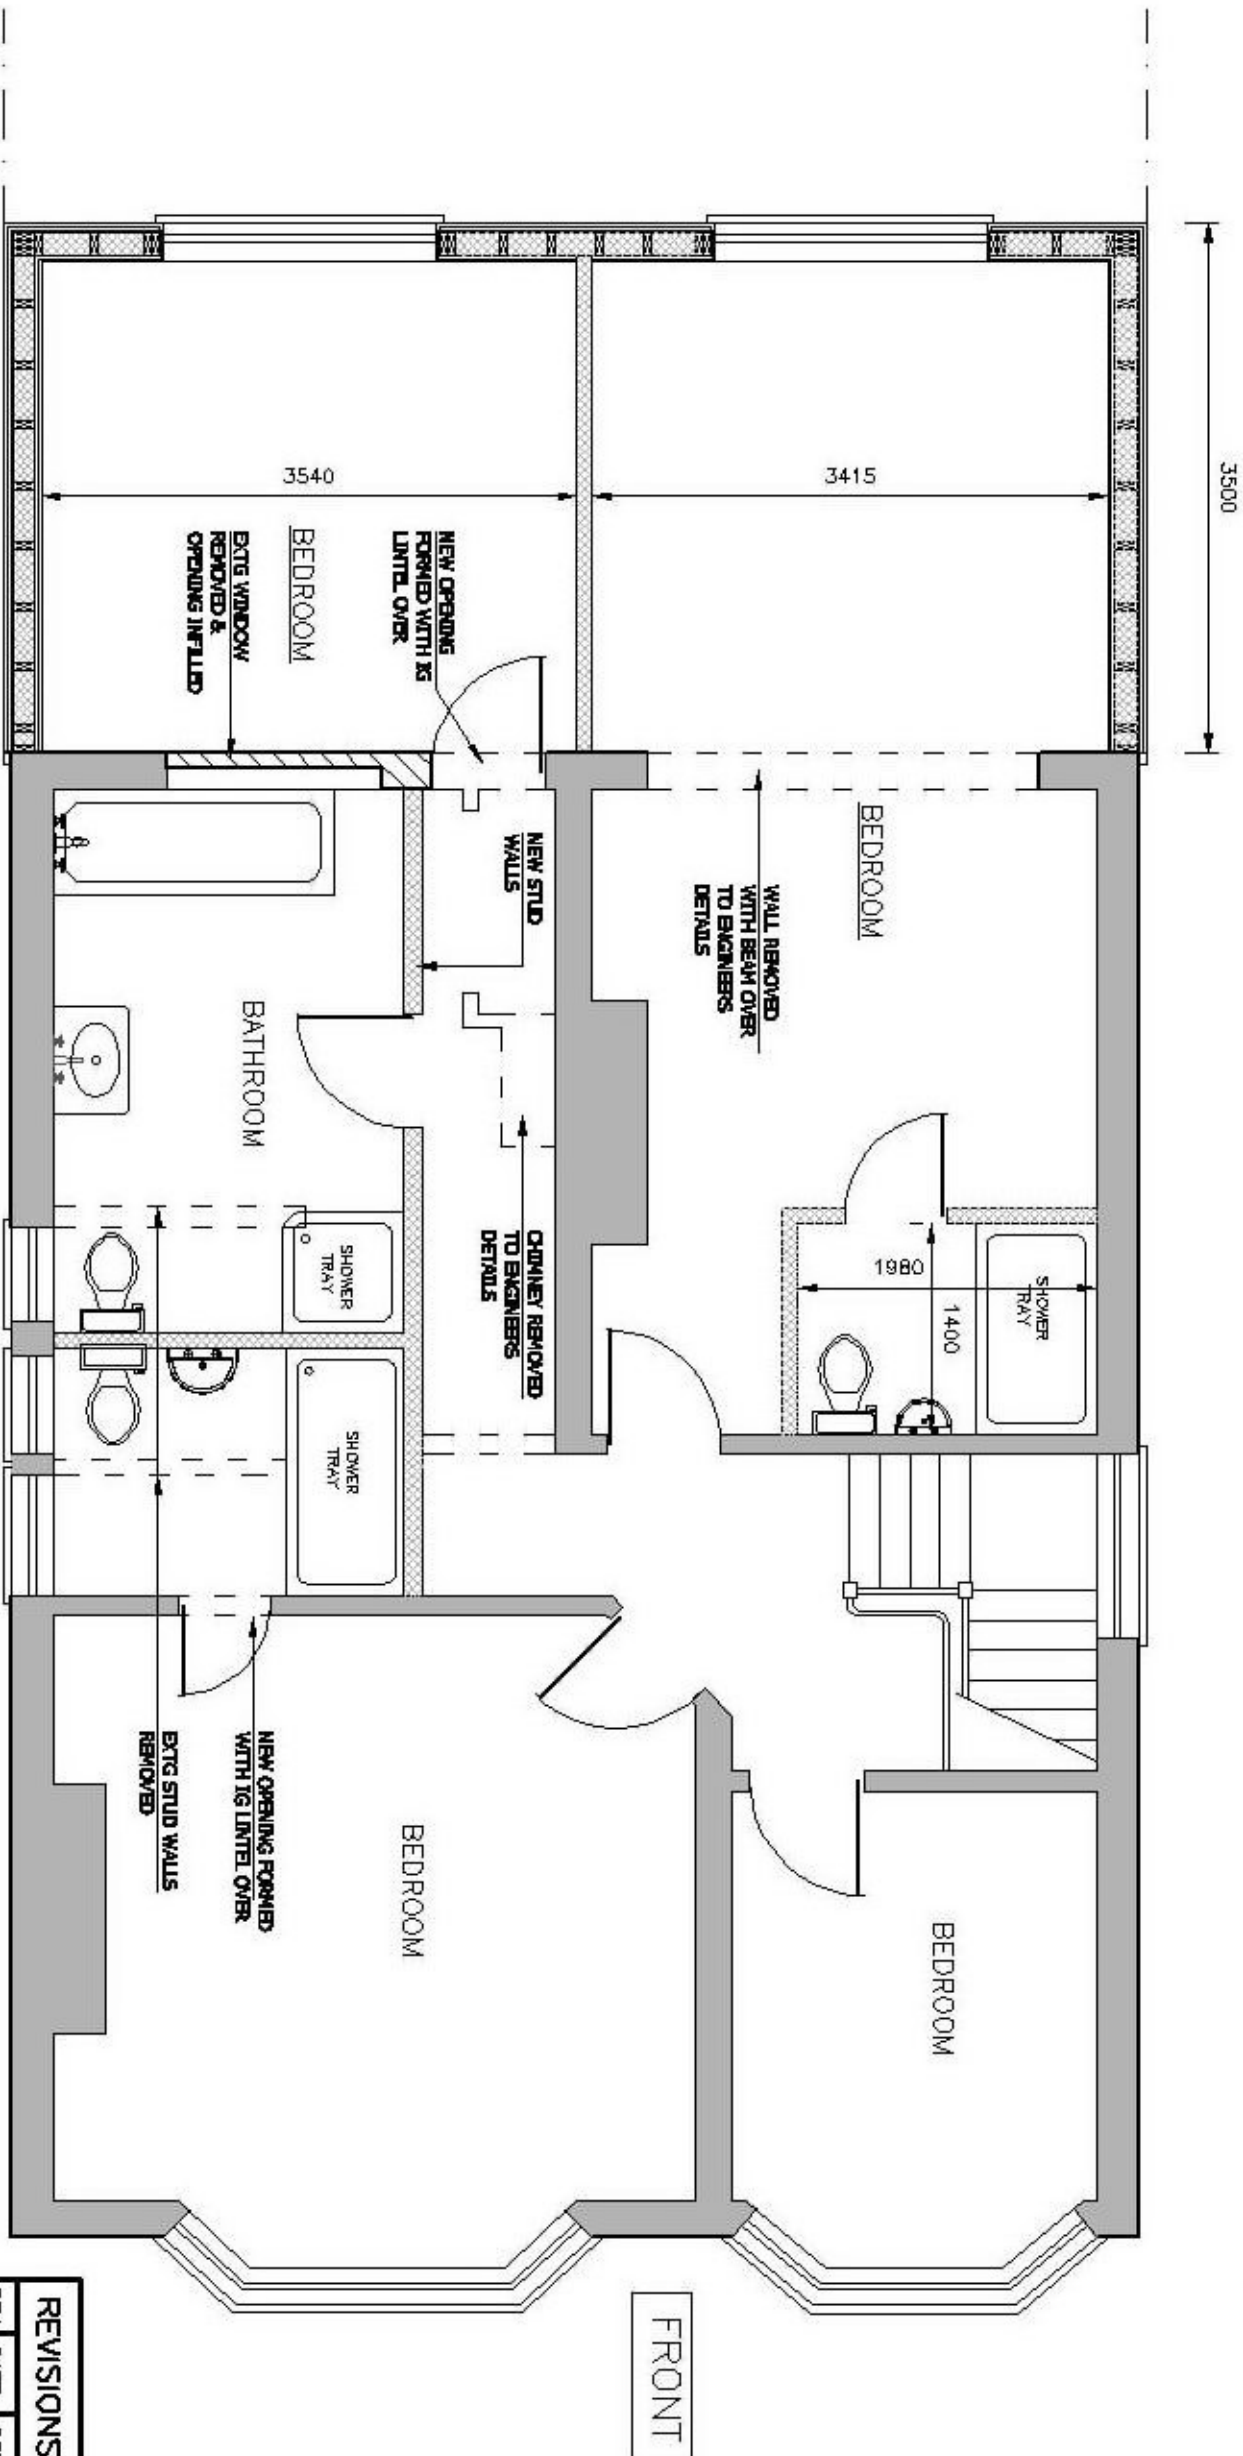 3500
3540
3415
BEDROOM
EXTG WINDOW
REMOVED &
OPENING INFILLED
NEW OPENING
FORMED WITH IG
LINTEL OVER
BEDROOM
WALL REMOVED
WITH BEAM OVER
TO ENGINEERS
DETAILS
NEW STUD
WALLS
BATHROOM
CHIMNEY REMOVED
TO ENGINEERS
DETAILS
SHOWER
TRAY
1980
1400
SHOWER
TRAY
SHOWER
TRAY
NEW OPENING FORMED
WITH IG LINTEL OVER
EXTG STUD WALLS
REMOVED
BEDROOM
BEDROOM
FRONT
REVISIONS